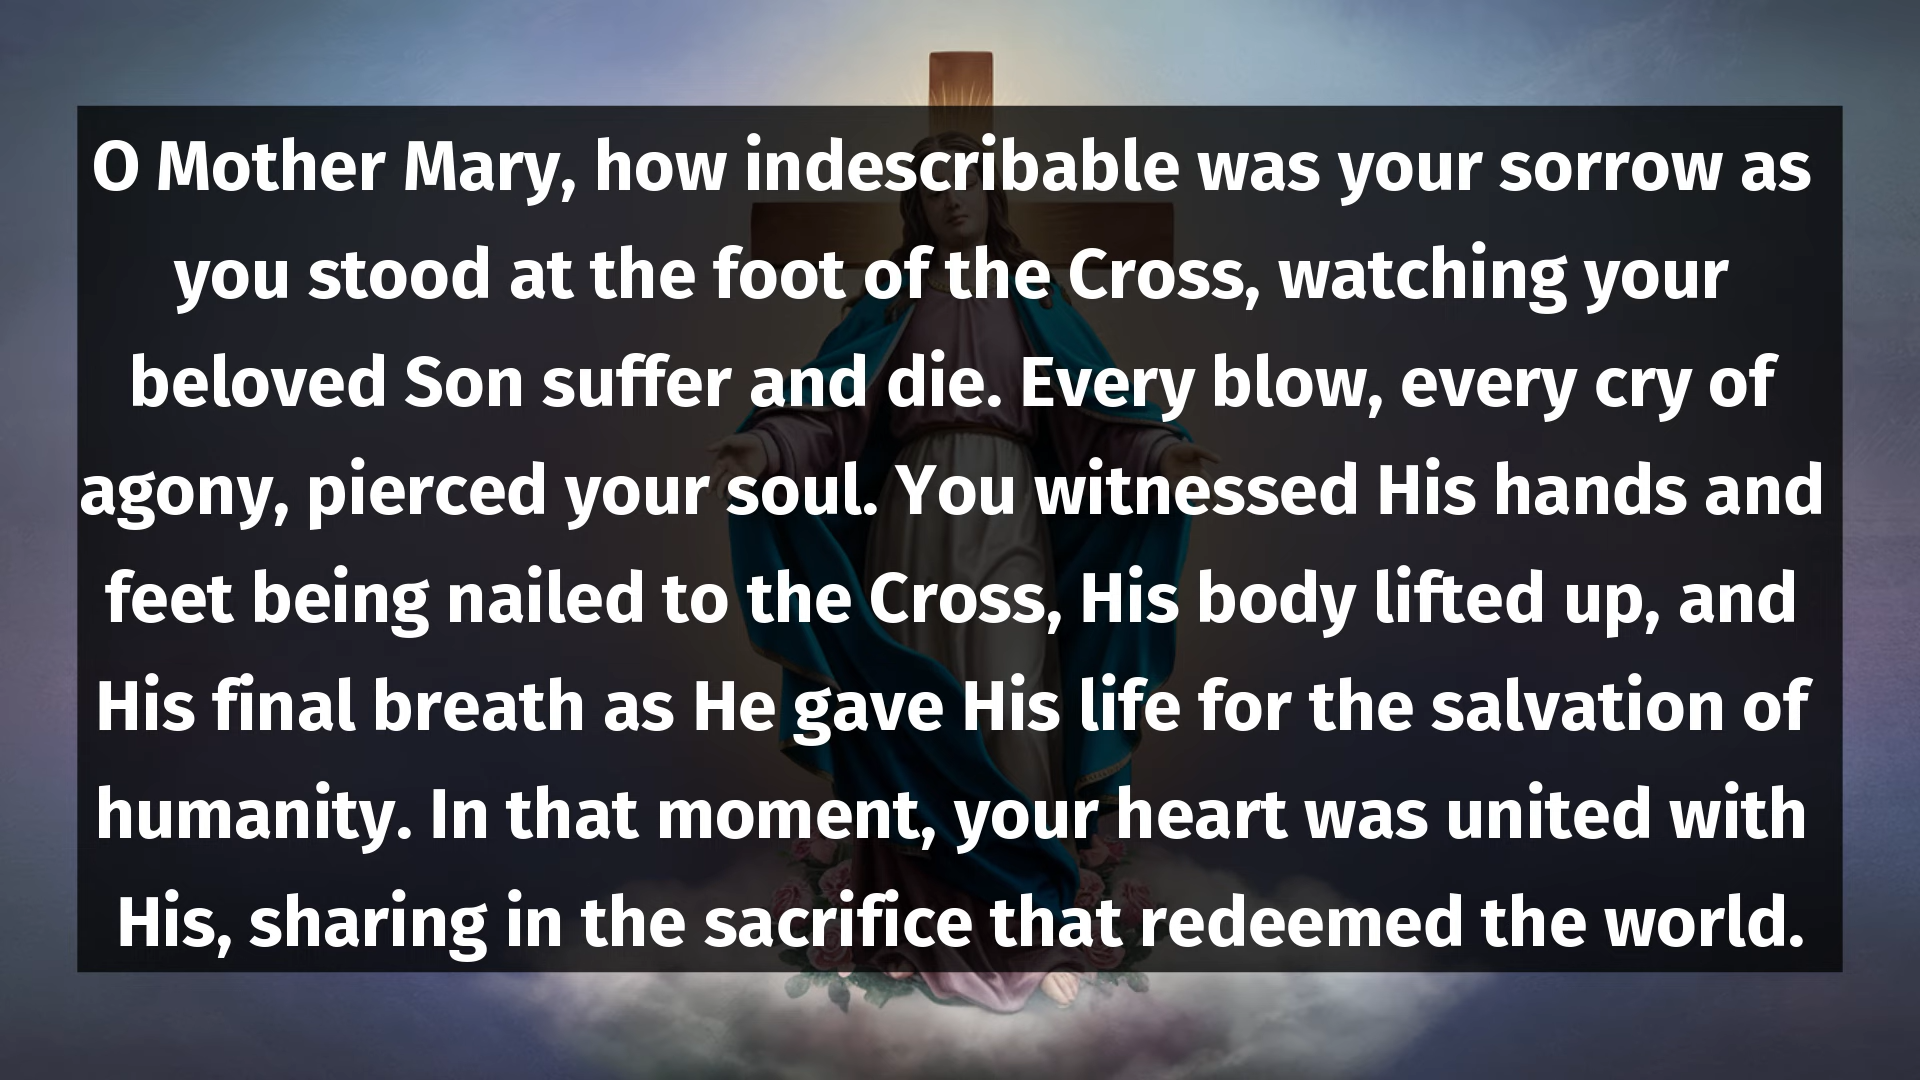 O Mother Mary, how indescribable was your sorrow as
you stood at the foot of the Cross, watching your
beloved Son suffer and die. Every blow, every cry of
agony, pierced your soul. You witnessed His hands and
feet being nailed to the Cross, His body lifted up, and
His final breath as He gave His life for the salvation of
humanity. In that moment, your heart was united with
His, sharing in the sacrifice that redeemed the world.